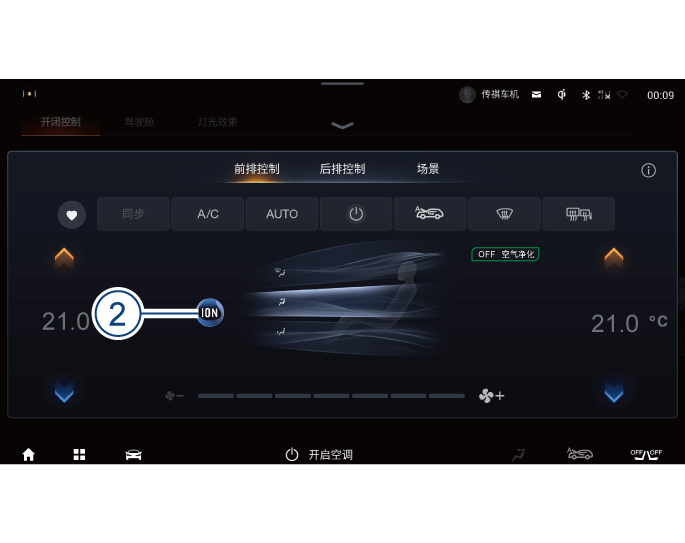 传祺车机 00:09
开闭控制 驾驶舱 灯光效果
前排控制 后排控制 场景
同步 A/C AUTO
OFF 空气净化
21.0 2 ION 21.0 °C
开启空调 OFF OFF